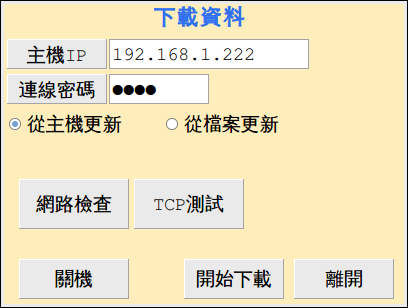 下載資料
主機IP 192.168.1.222
連線密碼 ●●●●
從主機更新 從檔案更新
網路檢查 TCP測試
關機 開始下載 離開